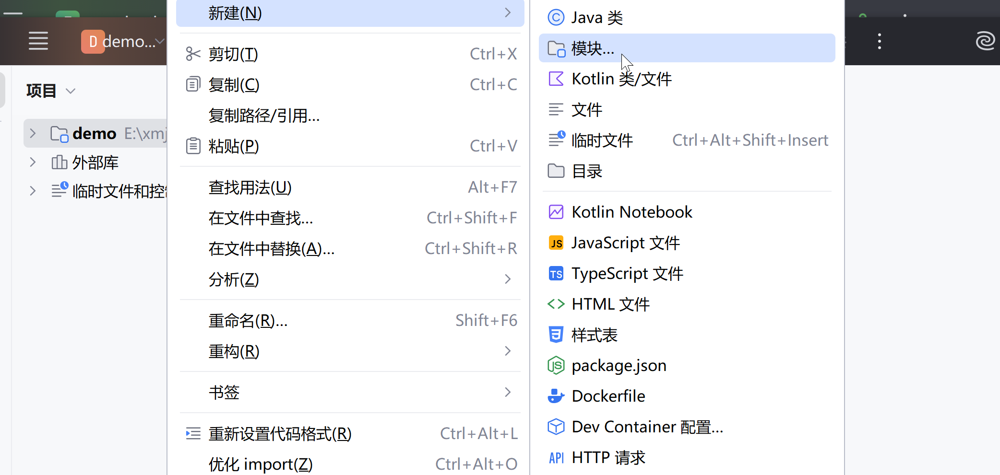 D demo...
项目
demo E:\xmj
外部库
临时文件和控
新建(N)
剪切(T) Ctrl+X
复制(C) Ctrl+C
复制路径/引用...
粘贴(P) Ctrl+V
查找用法(U) Alt+F7
在文件中查找... Ctrl+Shift+F
在文件中替换(A)... Ctrl+Shift+R
分析(Z)
重命名(R)... Shift+F6
重构(R)
书签
重新设置代码格式(R) Ctrl+Alt+L
优化 import(Z) Ctrl+Alt+O
Java 类
模块...
Kotlin 类/文件
文件
临时文件 Ctrl+Alt+Shift+Insert
目录
Kotlin Notebook
JS JavaScript 文件
TS TypeScript 文件
HTML 文件
样式表
package.json
Dockerfile
Dev Container 配置...
API HTTP 请求